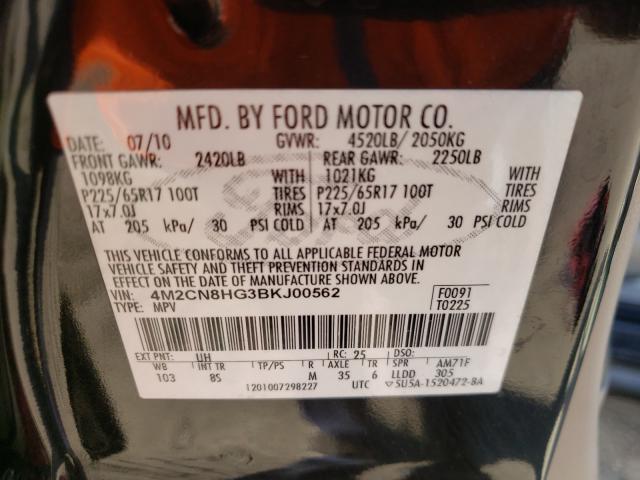 MFD. BY FORD MOTOR CO.
DATE: 07/10 GVWR: 4520LB/ 2050KG
FRONT GAWR: 2420LB REAR GAWR: 2250LB
1098KG WITH 1021KG WITH
P225/65R17 100T TIRES P225/65R17 100T TIRES
17x7.0J RIMS 17x7.0J RIMS
AT 205 kPa/ 30 PSI COLD AT 205 kPa/ 30 PSI COLD
THIS VEHICLE CONFORMS TO ALL APPLICABLE FEDERAL MOTOR
VEHICLE SAFETY AND THEFT PREVENTION STANDARDS IN
EFFECT ON THE DATE OF MANUFACTURE SHOWN ABOVE.
VIN: 4M2CN8HG3BKJ00562 F0091
TYPE: MPV T0225
EXT PNT: UH RC: 25 DSO:
WB INT TR TP/PS R AXLE TR SPR AM71F
103 8S M 35 6 LLDD 305
1201007298227 UTC 5U5A-1520472-BA